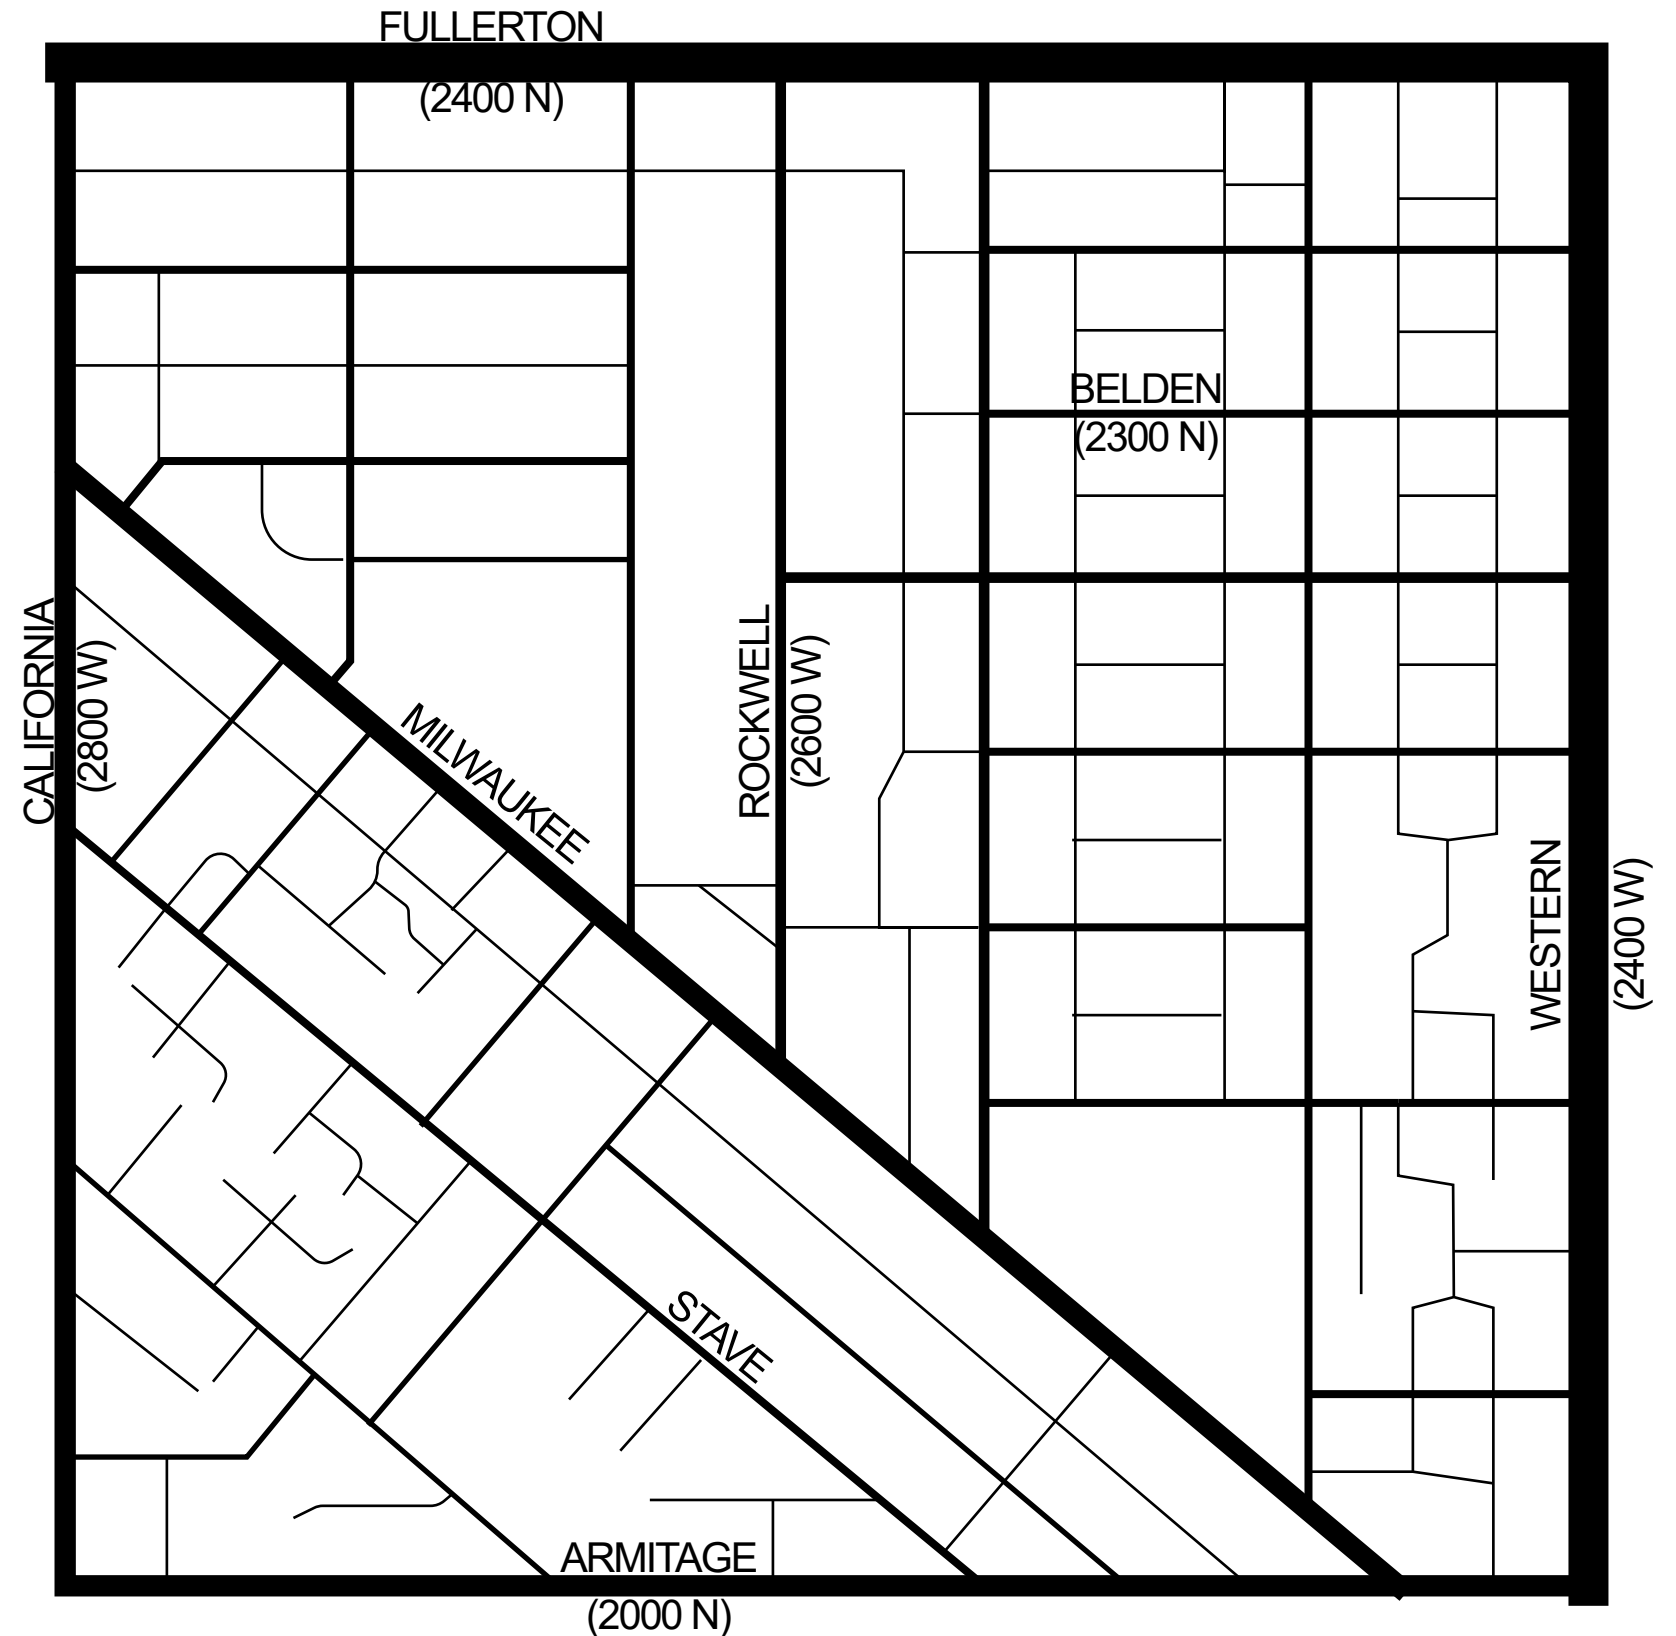 FULLERTON
(2400 N)
BELDEN
(2300 N)
CALIFORNIA
(2800 W)
MILWAUKEE
ROCKWELL
(2600 W)
WESTERN
(2400 W)
STAVE
ARMITAGE
(2000 N)